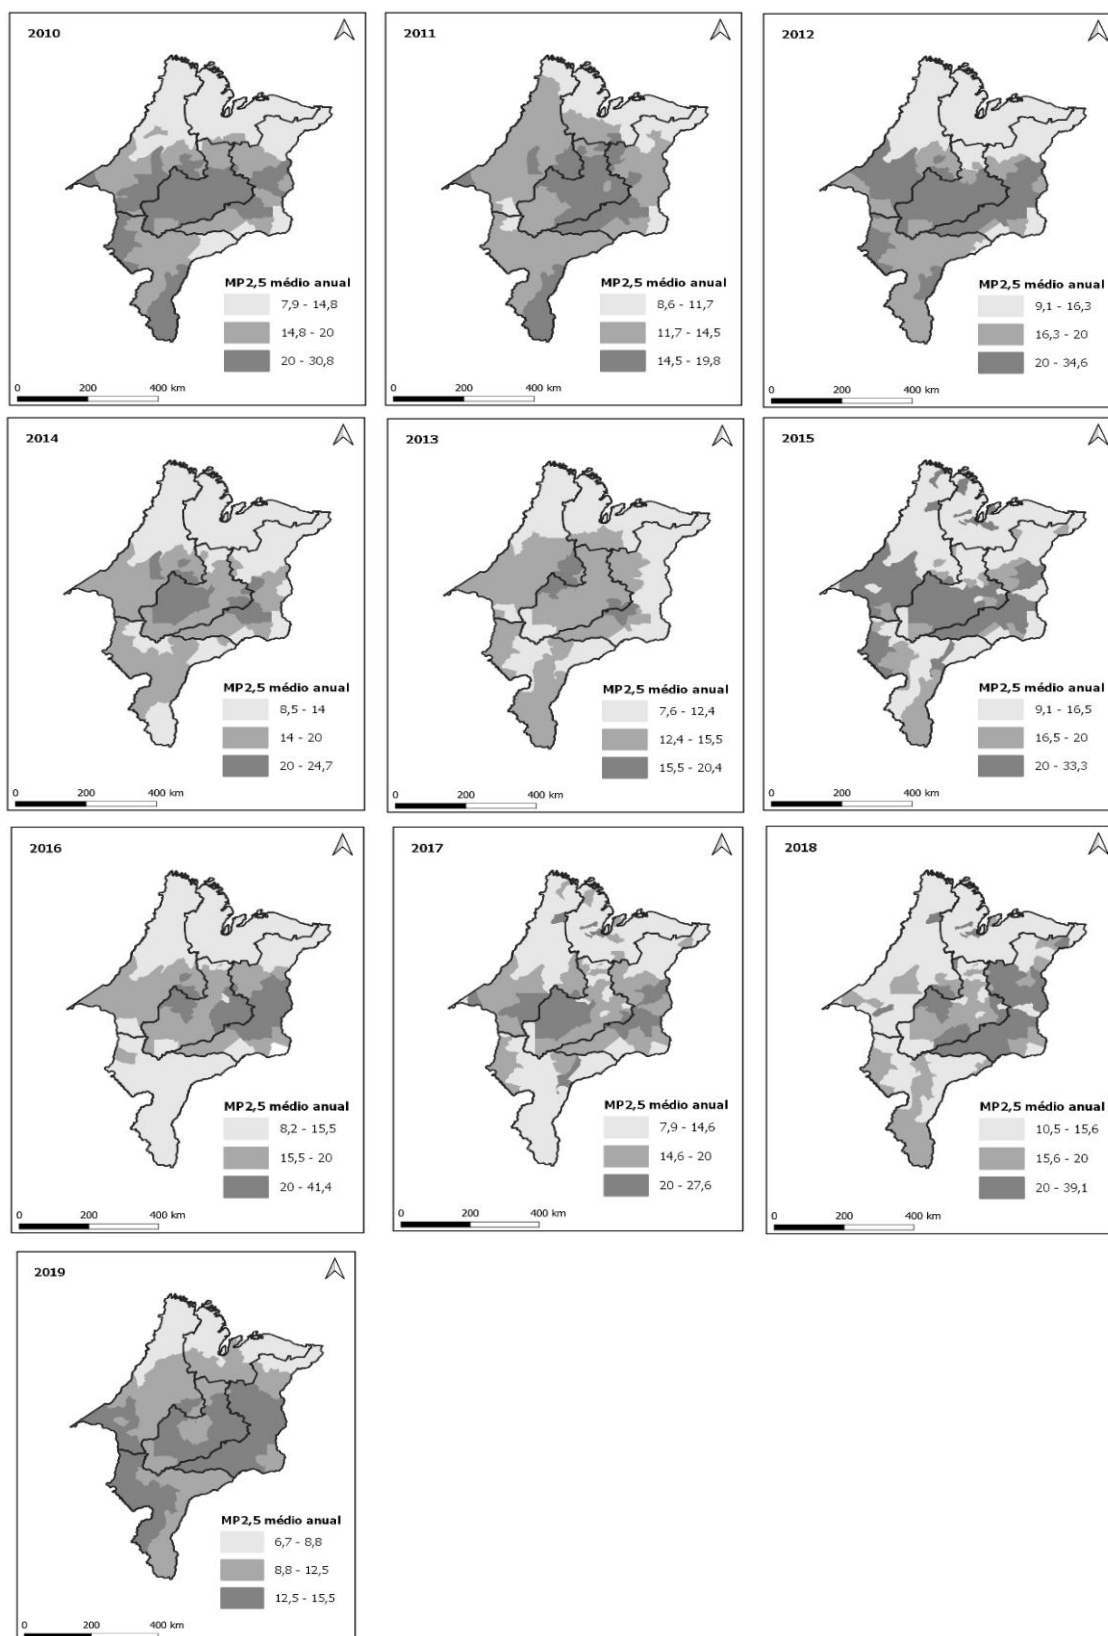 2010
MP2,5 médio anual
7,9 - 14,8
14,8 - 20
20 - 30,8
0 200 400 km
2011
MP2,5 médio anual
8,6 - 11,7
11,7 - 14,5
14,5 - 19,8
0 200 400 km
2012
MP2,5 médio anual
9,1 - 16,3
16,3 - 20
20 - 34,6
0 200 400 km
2014
MP2,5 médio anual
8,5 - 14
14 - 20
20 - 24,7
0 200 400 km
2013
MP2,5 médio anual
7,6 - 12,4
12,4 - 15,5
15,5 - 20,4
0 200 400 km
2015
MP2,5 médio anual
9,1 - 16,5
16,5 - 20
20 - 33,3
0 200 400 km
2016
MP2,5 médio anual
8,2 - 15,5
15,5 - 20
20 - 41,4
0 200 400 km
2017
MP2,5 médio anual
7,9 - 14,6
14,6 - 20
20 - 27,6
0 200 400 km
2018
MP2,5 médio anual
10,5 - 15,6
15,6 - 20
20 - 39,1
0 200 400 km
2019
MP2,5 médio anual
6,7 - 8,8
8,8 - 12,5
12,5 - 15,5
0 200 400 km